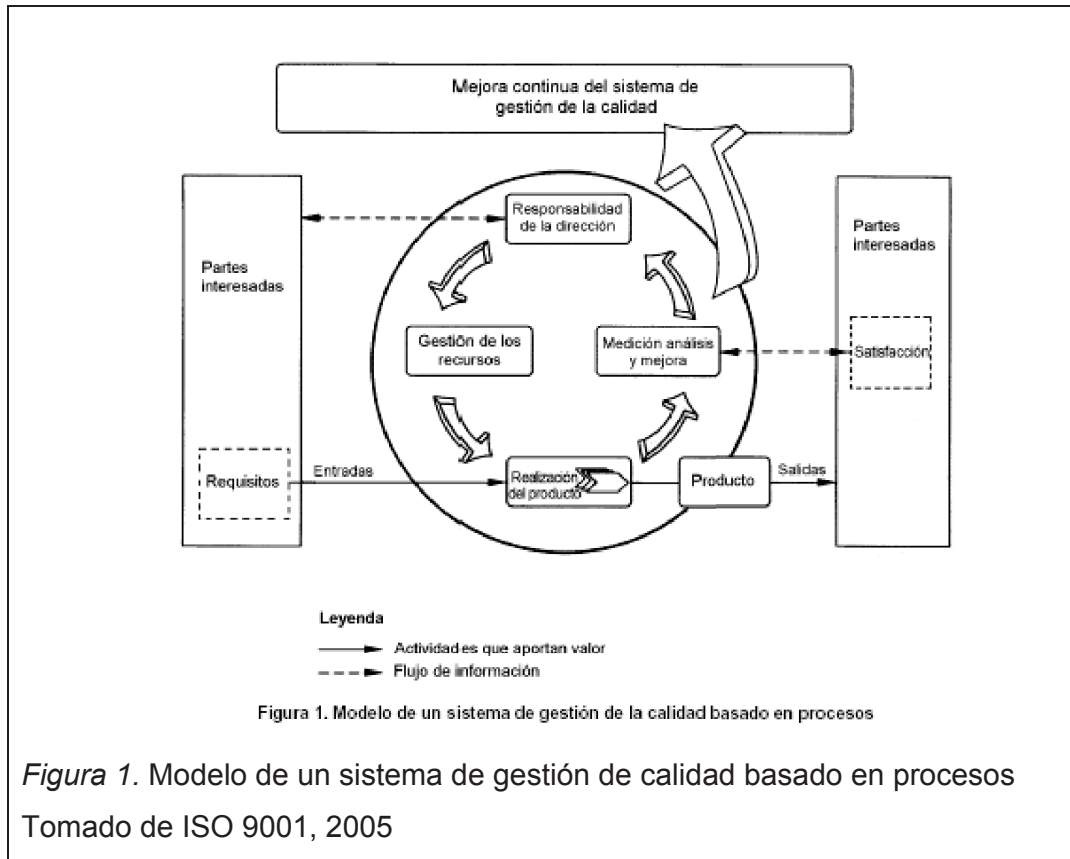 Mejora continua del sistema de
gestión de la calidad
Responsabilidad
de la dirección
Partes
interesadas
Partes
interesadas
Gestión de los
recursos
Medición análisis
y mejora
Satisfacción
Requisitos
Entradas
Realización
del producto
Producto
Salidas
Leyenda
Actividades que aportan valor
Flujo de información
Figura 1. Modelo de un sistema de gestión de la calidad basado en procesos
Figura 1. Modelo de un sistema de gestión de calidad basado en procesos
Tomado de ISO 9001, 2005